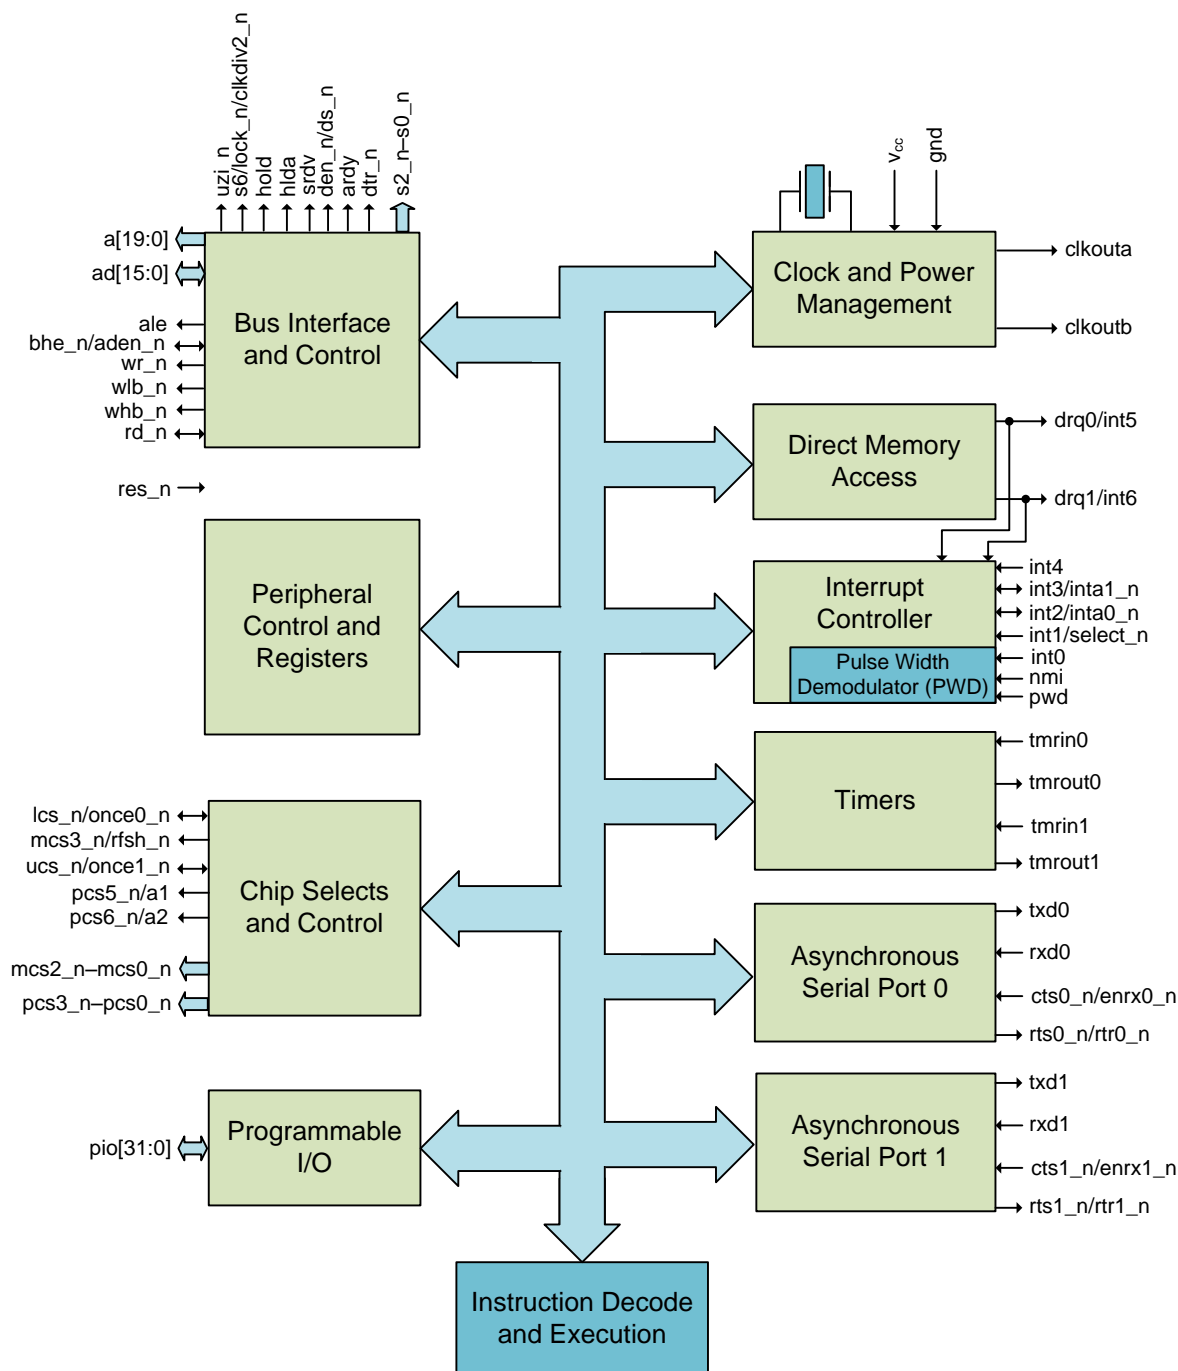 uzi_n
s6/lock_n/clkdiv2_n
hold
hlda
srdv
den_n/ds_n
ardy
dtr_n
s2_n–s0_n
a[19:0]
ad[15:0]
ale
bhe_n/aden_n
wr_n
wlb_n
whb_n
rd_n
Bus Interface
and Control
res_n
Peripheral
Control and
Registers
lcs_n/once0_n
mcs3_n/rfsh_n
ucs_n/once1_n
pcs5_n/a1
pcs6_n/a2
mcs2_n–mcs0_n
pcs3_n–pcs0_n
Chip Selects
and Control
pio[31:0]
Programmable
I/O
vcc
gnd
Clock and Power
Management
clkouta
clkoutb
Direct Memory
Access
drq0/int5
drq1/int6
Interrupt
Controller
Pulse Width
Demodulator (PWD)
int4
int3/inta1_n
int2/inta0_n
int1/select_n
int0
nmi
pwd
Timers
tmrin0
tmrout0
tmrin1
tmrout1
Asynchronous
Serial Port 0
txd0
rxd0
cts0_n/enrx0_n
rts0_n/rtr0_n
Asynchronous
Serial Port 1
txd1
rxd1
cts1_n/enrx1_n
rts1_n/rtr1_n
Instruction Decode
and Execution